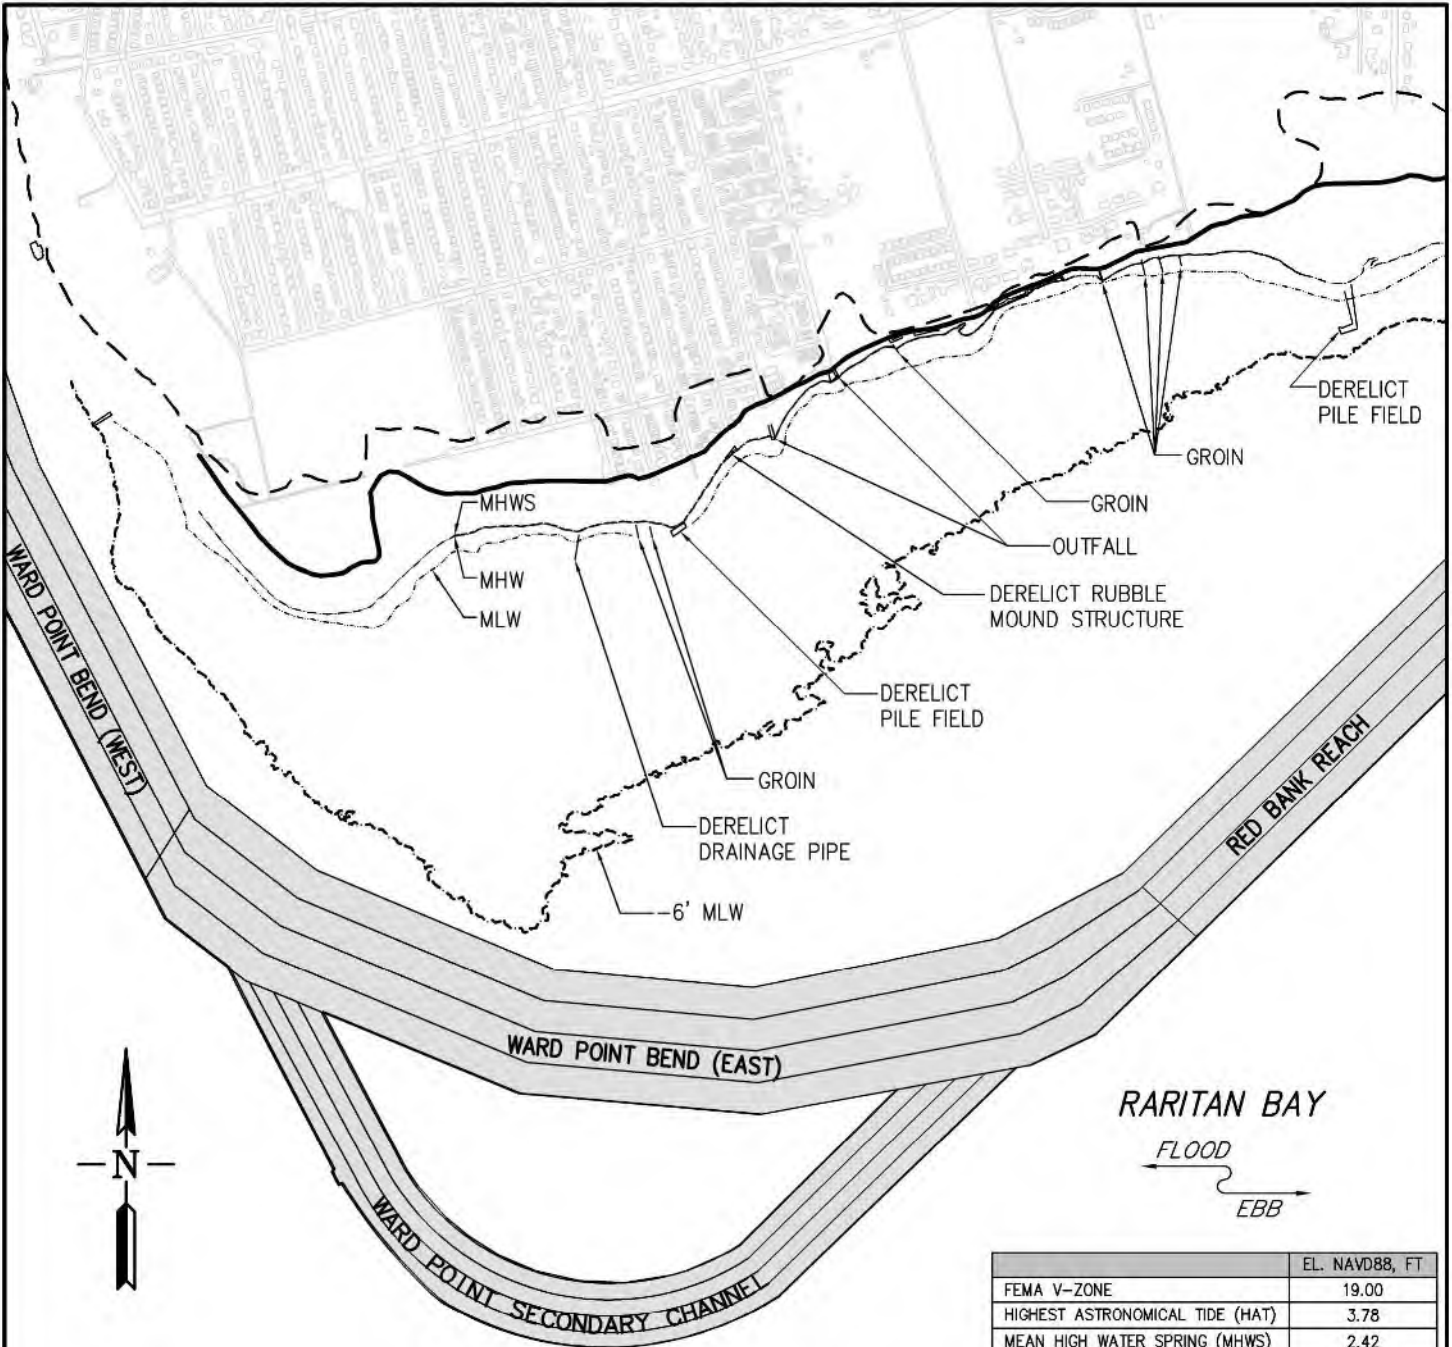 DERELICT
PILE FIELD
GROIN
GROIN
OUTFALL
DERELICT RUBBLE
MOUND STRUCTURE
MHWS
MHW
MLW
DERELICT
PILE FIELD
GROIN
DERELICT
DRAINAGE PIPE
-6' MLW
WARD POINT BEND (WEST)
RED BANK REACH
WARD POINT BEND (EAST)
WARD POINT SECONDARY CHANNEL
N
RARITAN BAY
FLOOD
EBB
EL. NAVD88, FT
FEMA V-ZONE 19.00
HIGHEST ASTRONOMICAL TIDE (HAT) 3.78
MEAN HIGH WATER SPRING (MHWS) 2.42